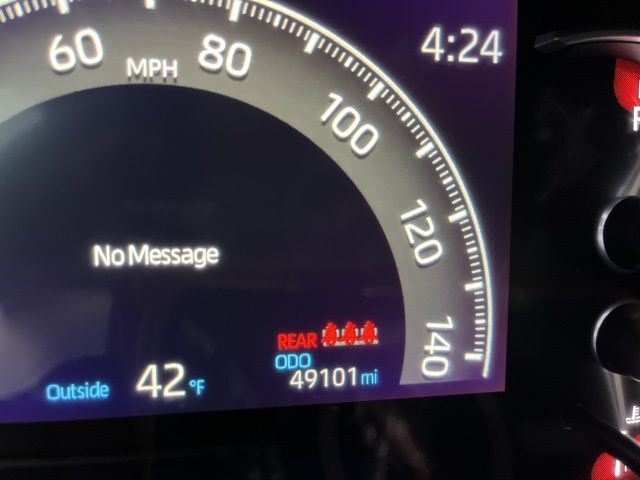 60
MPH
80
4:24
100
120
No Message
REAR
ODO
49101 mi
140
Outside 42 °F